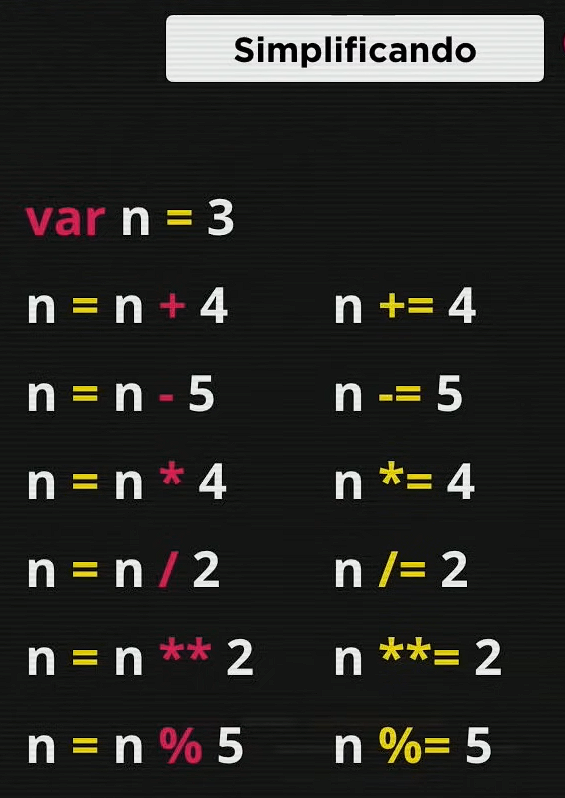 Simplificando
var n = 3
n = n + 4 n += 4
n = n - 5 n -= 5
n = n * 4 n *= 4
n = n / 2 n /= 2
n = n ** 2 n **= 2
n = n % 5 n %= 5